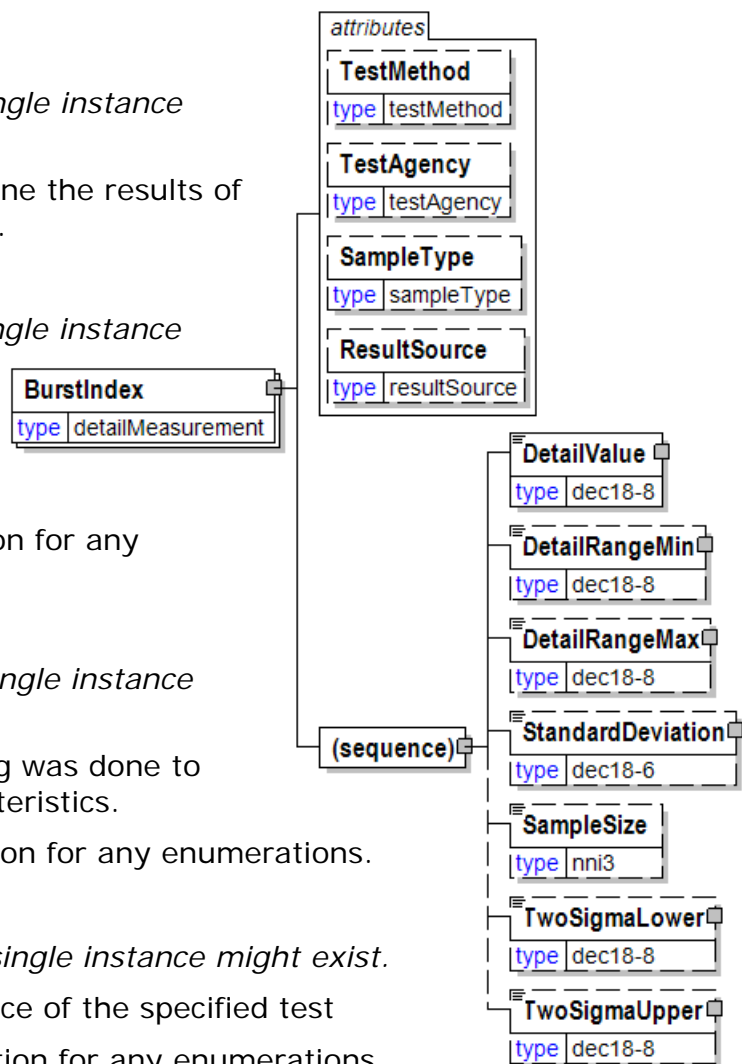 ngle instance
ne the results of
.
ngle instance
on for any
ngle instance
g was done to
teristics.
on for any enumerations.
single instance might exist.
ce of the specified test
tion for any enumerations
BurstIndex
type detailMeasurement
attributes
TestMethod
type testMethod
TestAgency
type testAgency
SampleType
type sampleType
ResultSource
type resultSource
(sequence)
DetailValue
type dec18-8
DetailRangeMin
type dec18-8
DetailRangeMax
type dec18-8
StandardDeviation
type dec18-6
SampleSize
type nni3
TwoSigmaLower
type dec18-8
TwoSigmaUpper
type dec18-8